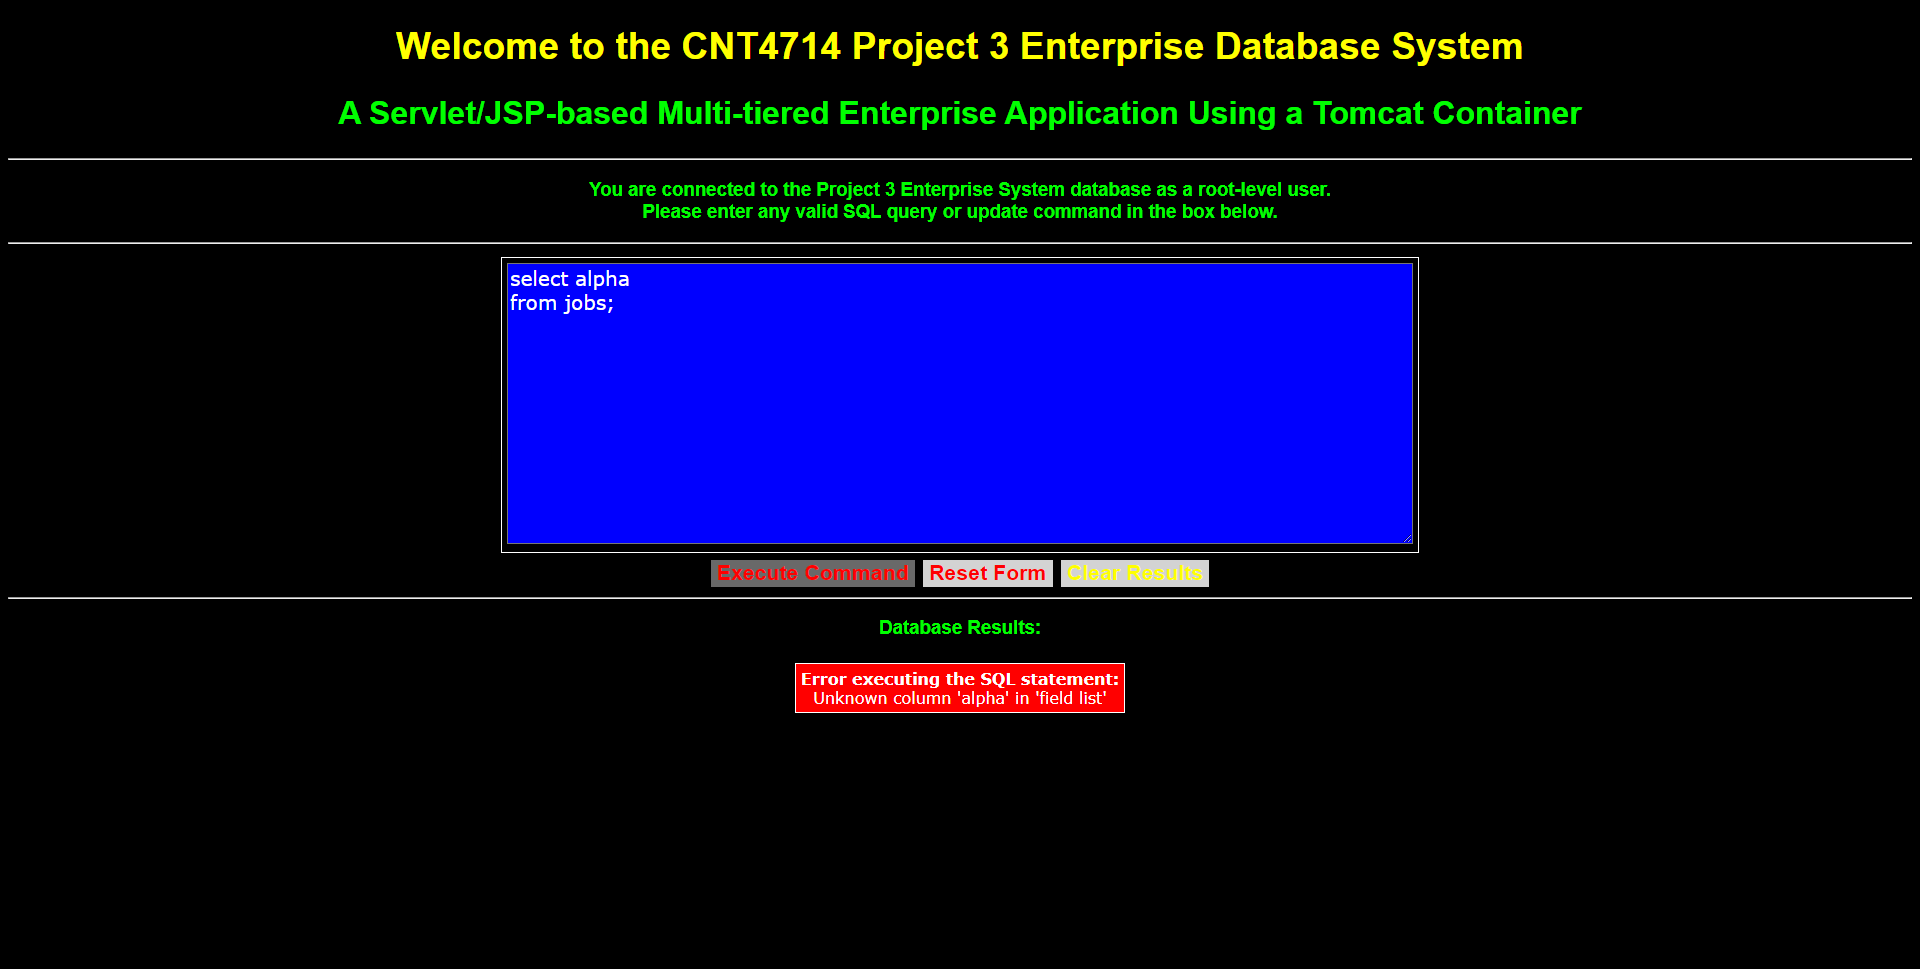 Welcome to the CNT4714 Project 3 Enterprise Database System
A Servlet/JSP-based Multi-tiered Enterprise Application Using a Tomcat Container
You are connected to the Project 3 Enterprise System database as a root-level user.
Please enter any valid SQL query or update command in the box below.
select alpha
from jobs;
Execute Command Reset Form Clear Results
Database Results:
Error executing the SQL statement:
Unknown column 'alpha' in 'field list'